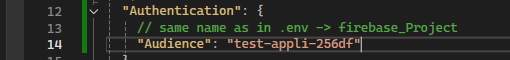 12 "Authentication": {
13 // same name as in .env -> firebase_Project
14 "Audience": "test-appli-256df"